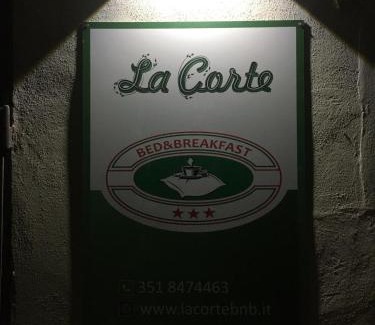 La Corte
BED&BREAKFAST
351 8474463
www.lacortebnb.it